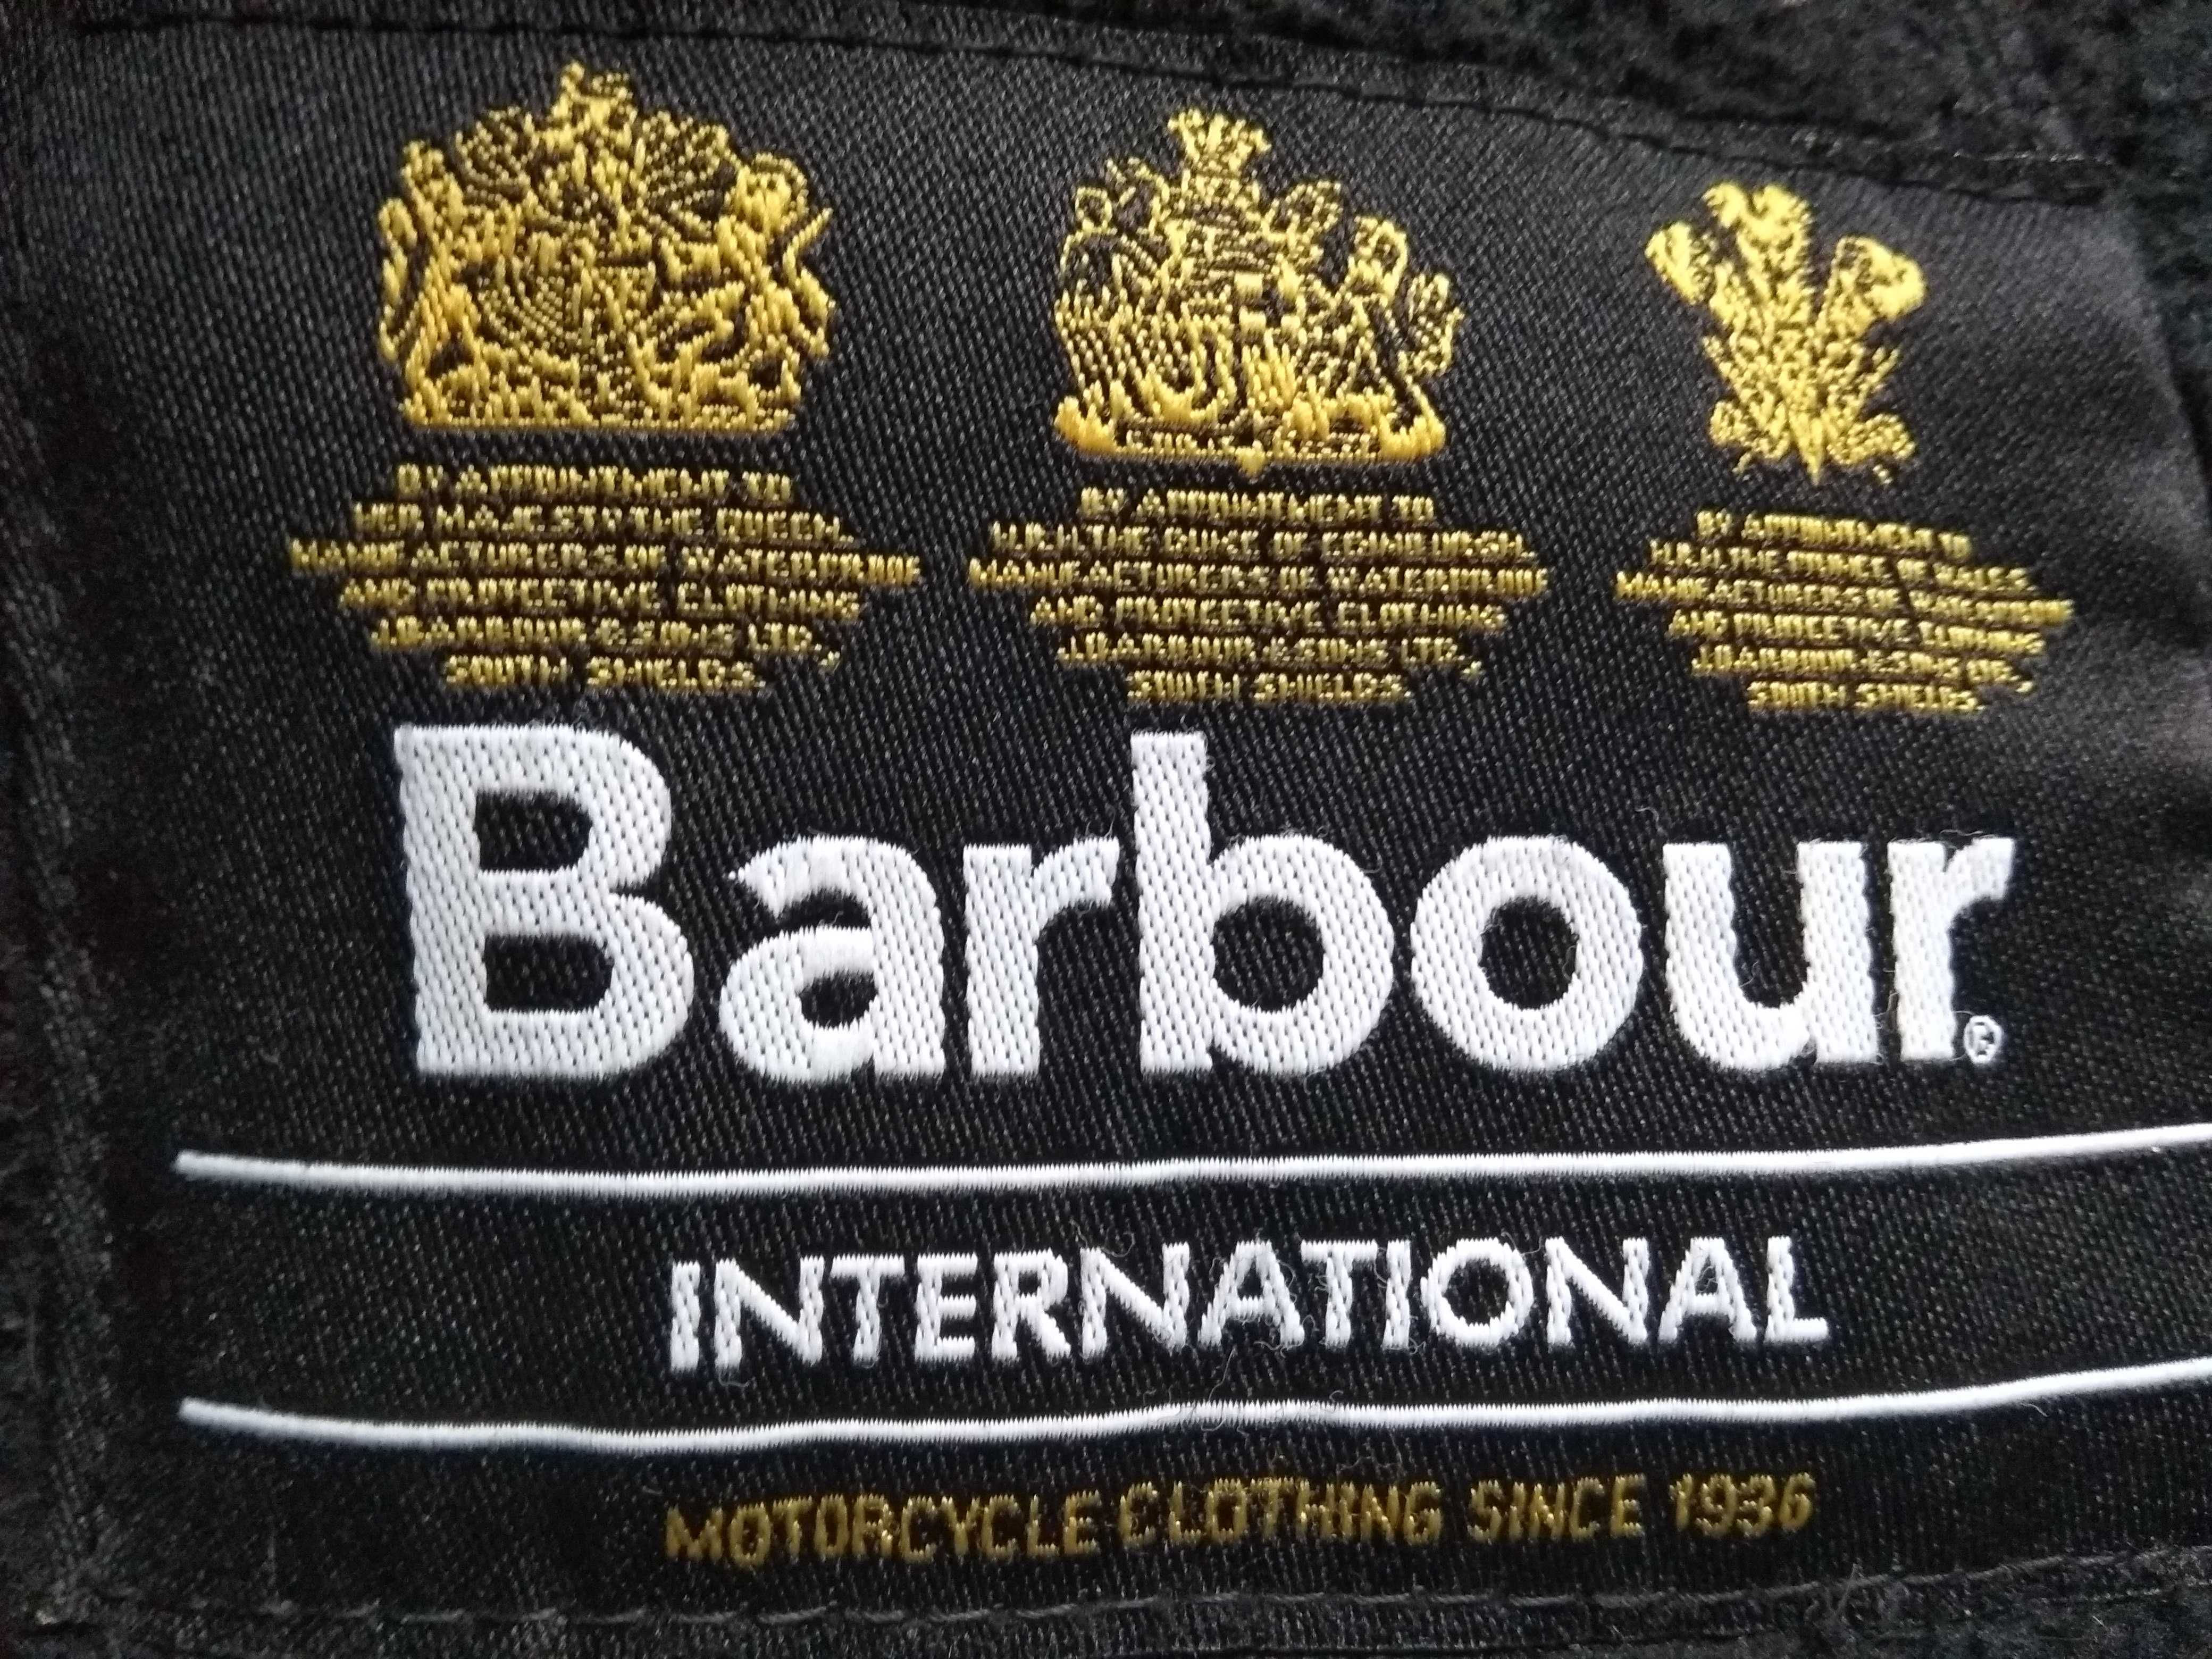 BY APPOINTMENT TO
HER MAJESTY THE QUEEN
MANUFACTURERS OF WATERPROOF
AND PROTECTIVE CLOTHING
J.BARBOUR & SONS LTD.,
SOUTH SHIELDS
BY APPOINTMENT TO
H.R.H. THE DUKE OF EDINBURGH
MANUFACTURERS OF WATERPROOF
AND PROTECTIVE CLOTHING
J.BARBOUR & SONS LTD.,
SOUTH SHIELDS
BY APPOINTMENT TO
H.R.H. THE PRINCE OF WALES
MANUFACTURERS OF WATERPROOF
AND PROTECTIVE CLOTHING
J.BARBOUR & SONS LTD.,
SOUTH SHIELDS
Barbour®
INTERNATIONAL
MOTORCYCLE CLOTHING SINCE 1936